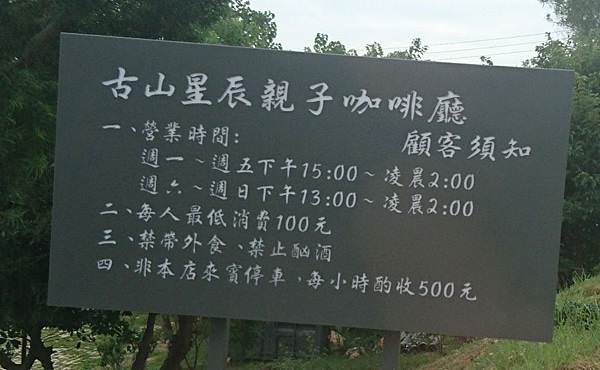 古山星辰親子咖啡廳
顧客須知
一、營業時間:
週一~週五下午15:00~凌晨2:00
週六~週日下午13:00~凌晨2:00
二、每人最低消費100元
三、禁帶外食、禁止酗酒
四、非本店來賓停車,每小時酌收500元